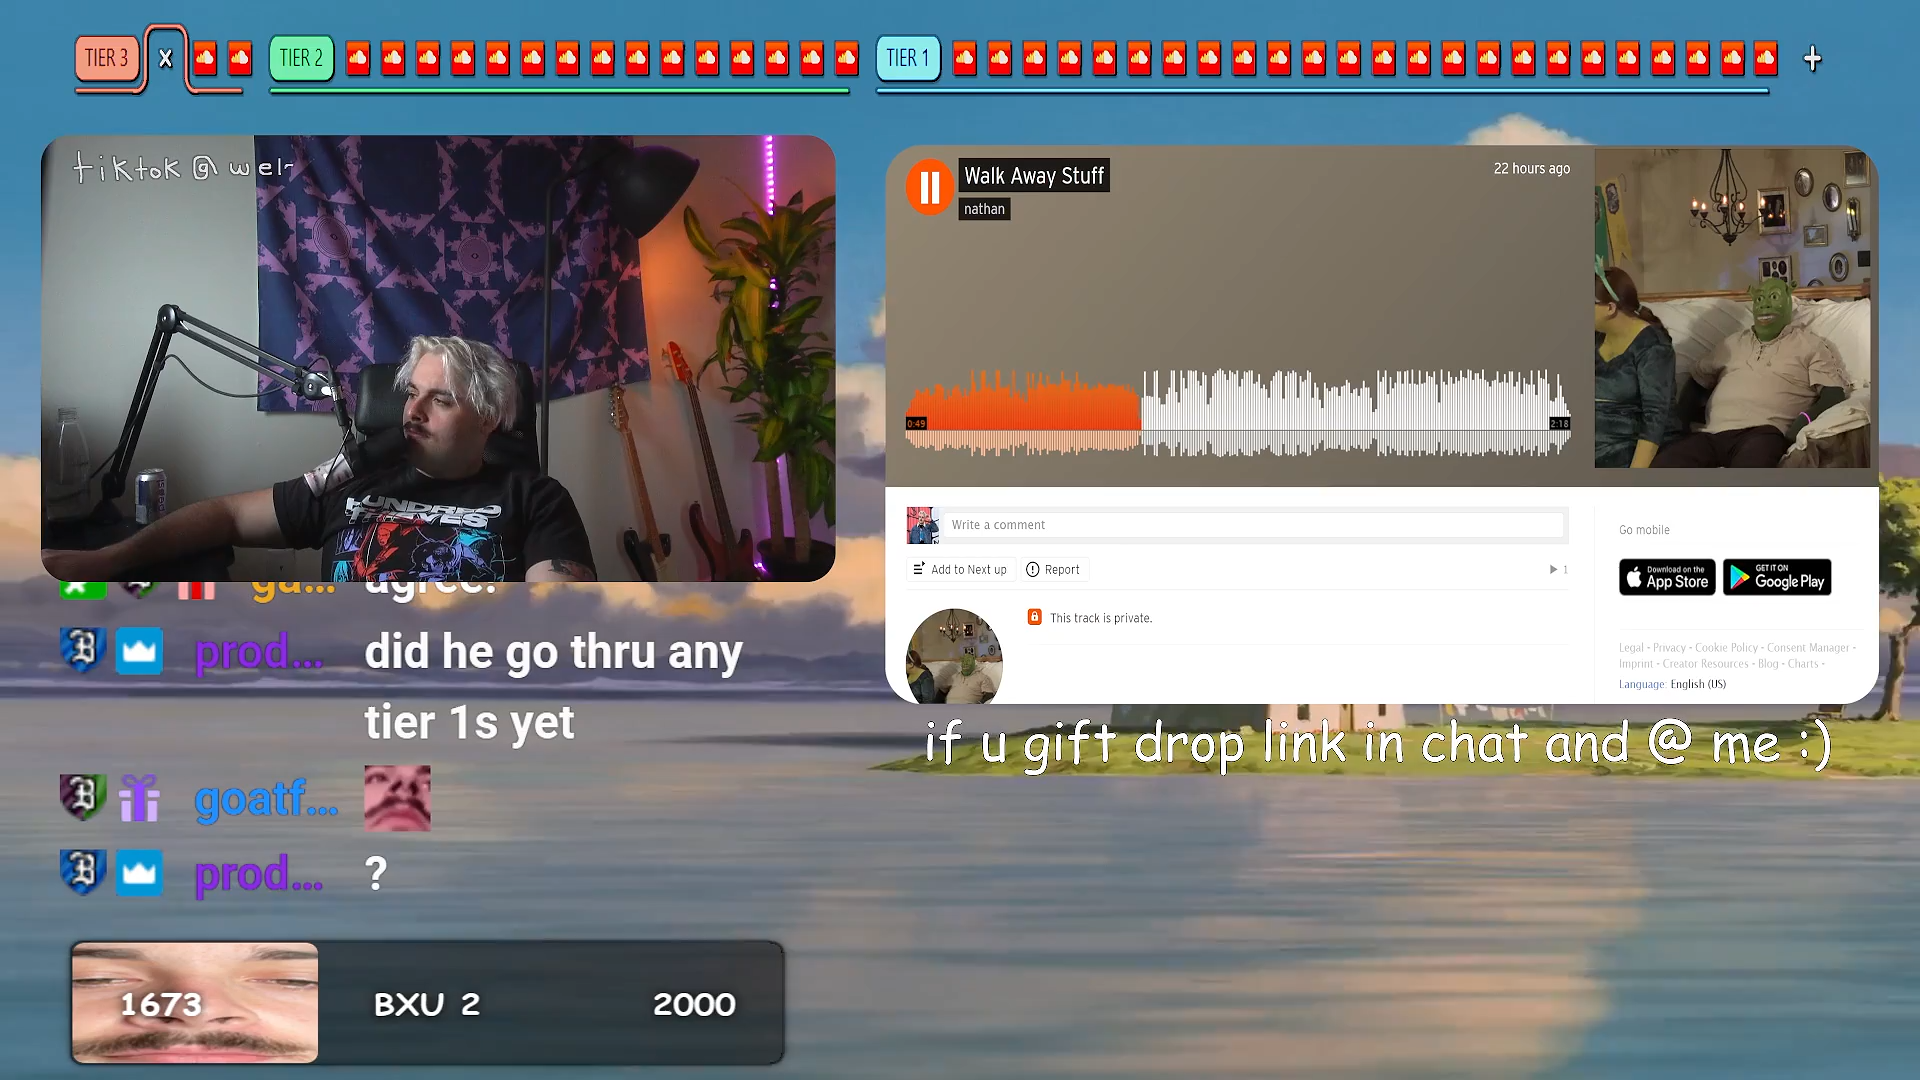 TIER 3
X
TIER 2
TIER 1
+
tiktok @ wel
Walk Away Stuff
nathan
22 hours ago
0:49
2:18
HUNDRED
THIEVES
Write a comment
Add to Next up
Report
1
This track is private.
Go mobile
Download on the
App Store
GET IT ON
Google Play
Legal - Privacy - Cookie Policy - Consent Manager -
Imprint - Creator Resources - Blog - Charts -
Language: English (US)
if u gift drop link in chat and @ me :)
ga... agree!
prod... did he go thru any
tier 1s yet
goatf...
prod... ?
1673 BXU 2 2000